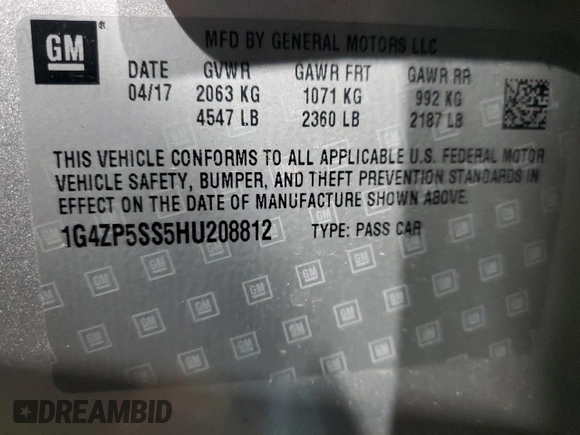 GM
MFD BY GENERAL MOTORS LLC
DATE GVWR GAWR FRT GAWR RR
04/17 2063 KG 1071 KG 992 KG
4547 LB 2360 LB 2187 LB
THIS VEHICLE CONFORMS TO ALL APPLICABLE U.S. FEDERAL MOTOR
VEHICLE SAFETY, BUMPER, AND THEFT PREVENTION STANDARDS IN
EFFECT ON THE DATE OF MANUFACTURE SHOWN ABOVE.
1G4ZP5SS5HU208812 TYPE: PASS CAR
DREAMBID